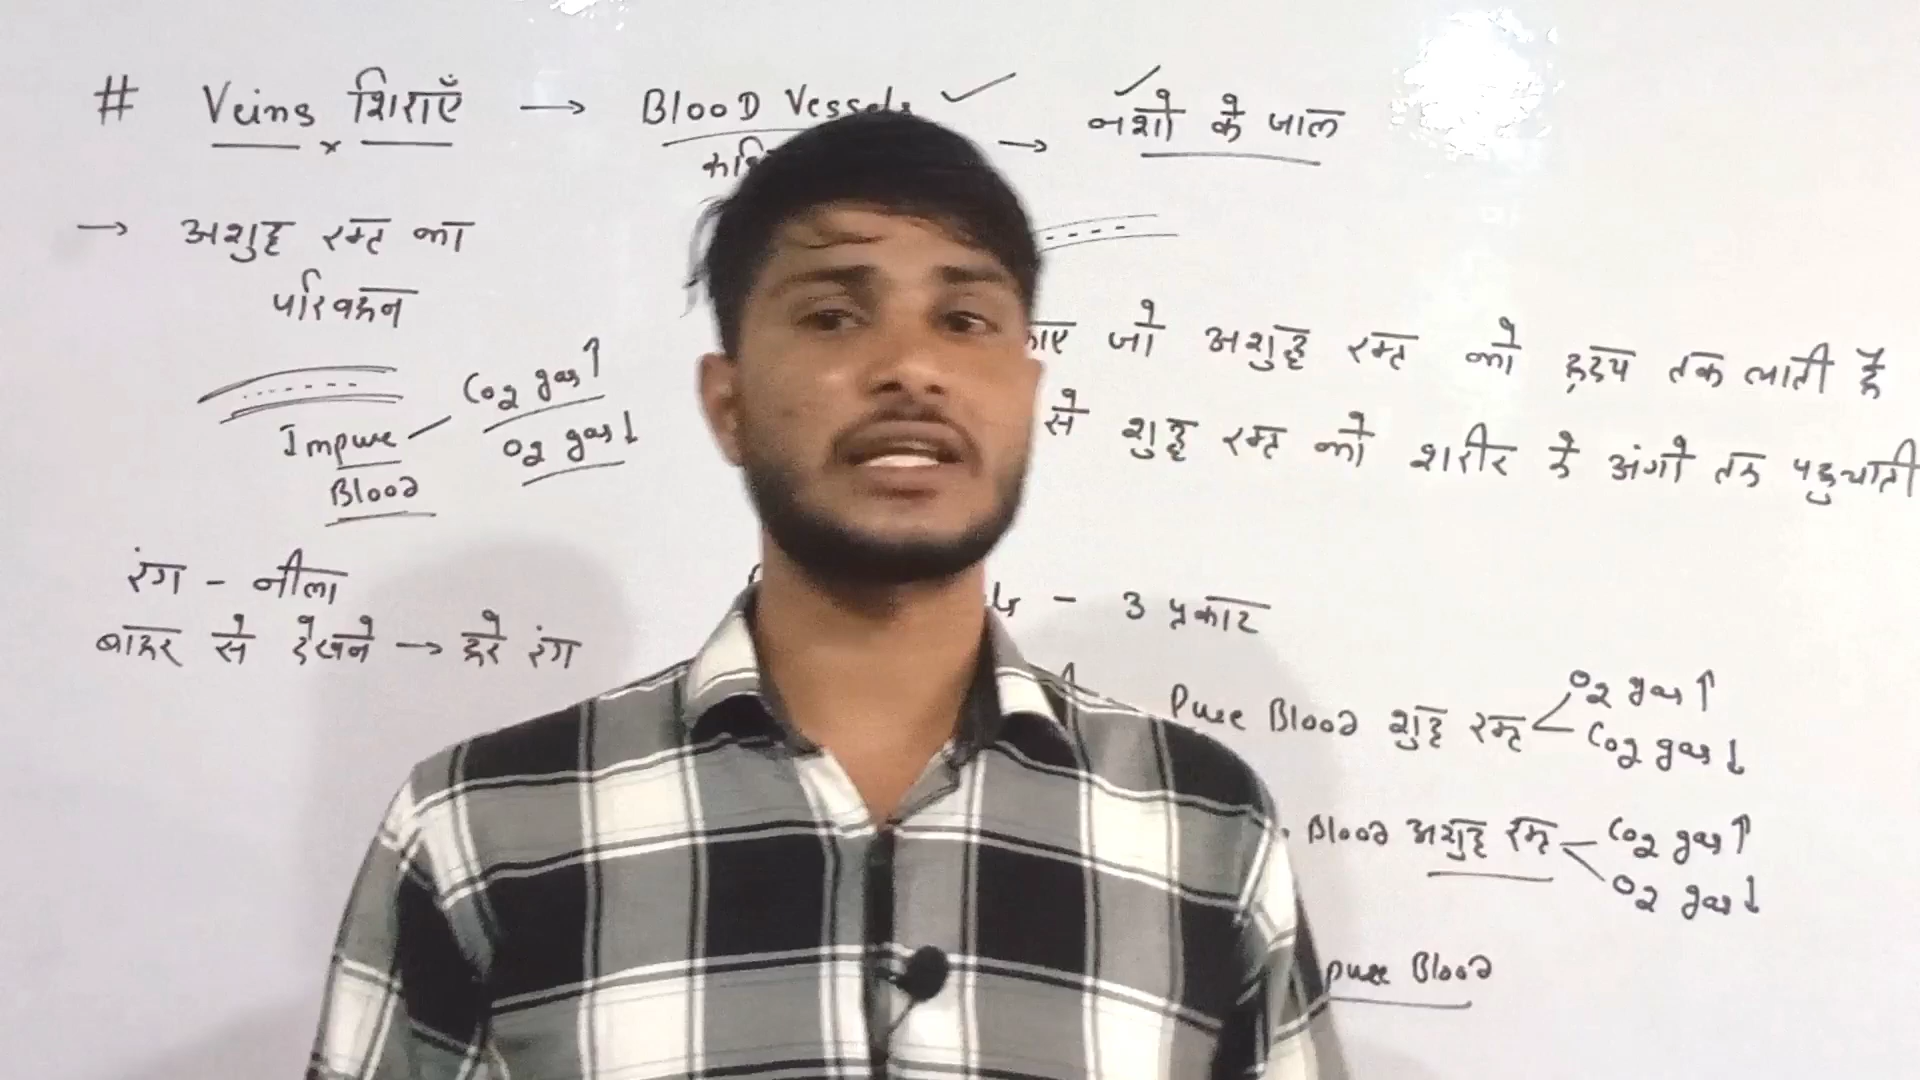 # Veins शिराएँ → BlooD Vessels → नशो के जाल
→ अशुद्ध रक्त का
परिवहन
Co2 gas↑
O2 gas↓
Impure
Blood
रंग - नीला
बाहर से देखने → हरे रंग
जो अशुद्ध रक्त को हृदय तक लाती है
से शुद्ध रक्त को शरीर के अंगो तक पहुचाती
- 3 प्रकार
Pure Blood शुद्ध रक्त
O2 gas↑
Co2 gas↓
Blood अशुद्ध रक्त
Co2 gas↑
O2 gas↓
pure Blood